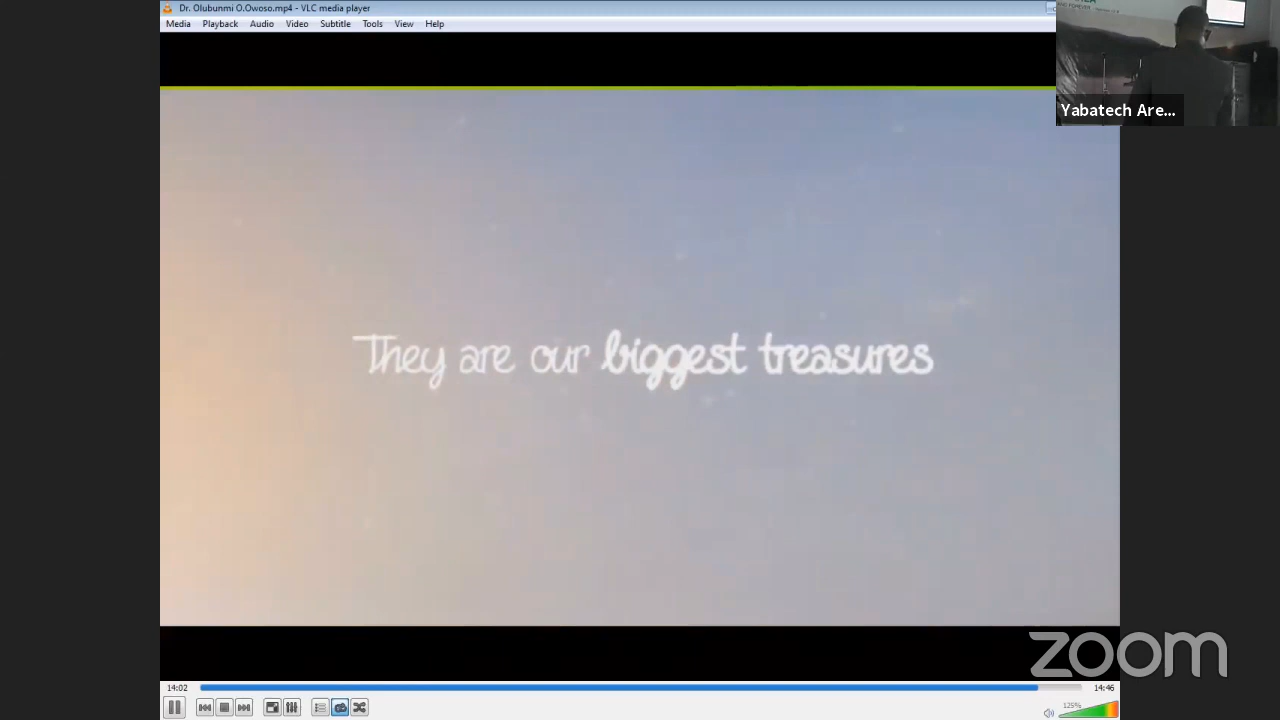 Dr. Olubunmi O.Owoso.mp4 - VLC media player
Media Playback Audio Video Subtitle Tools View Help
Yabatech Are...
They are our biggest treasures
zoom
14:02
14:46
125%